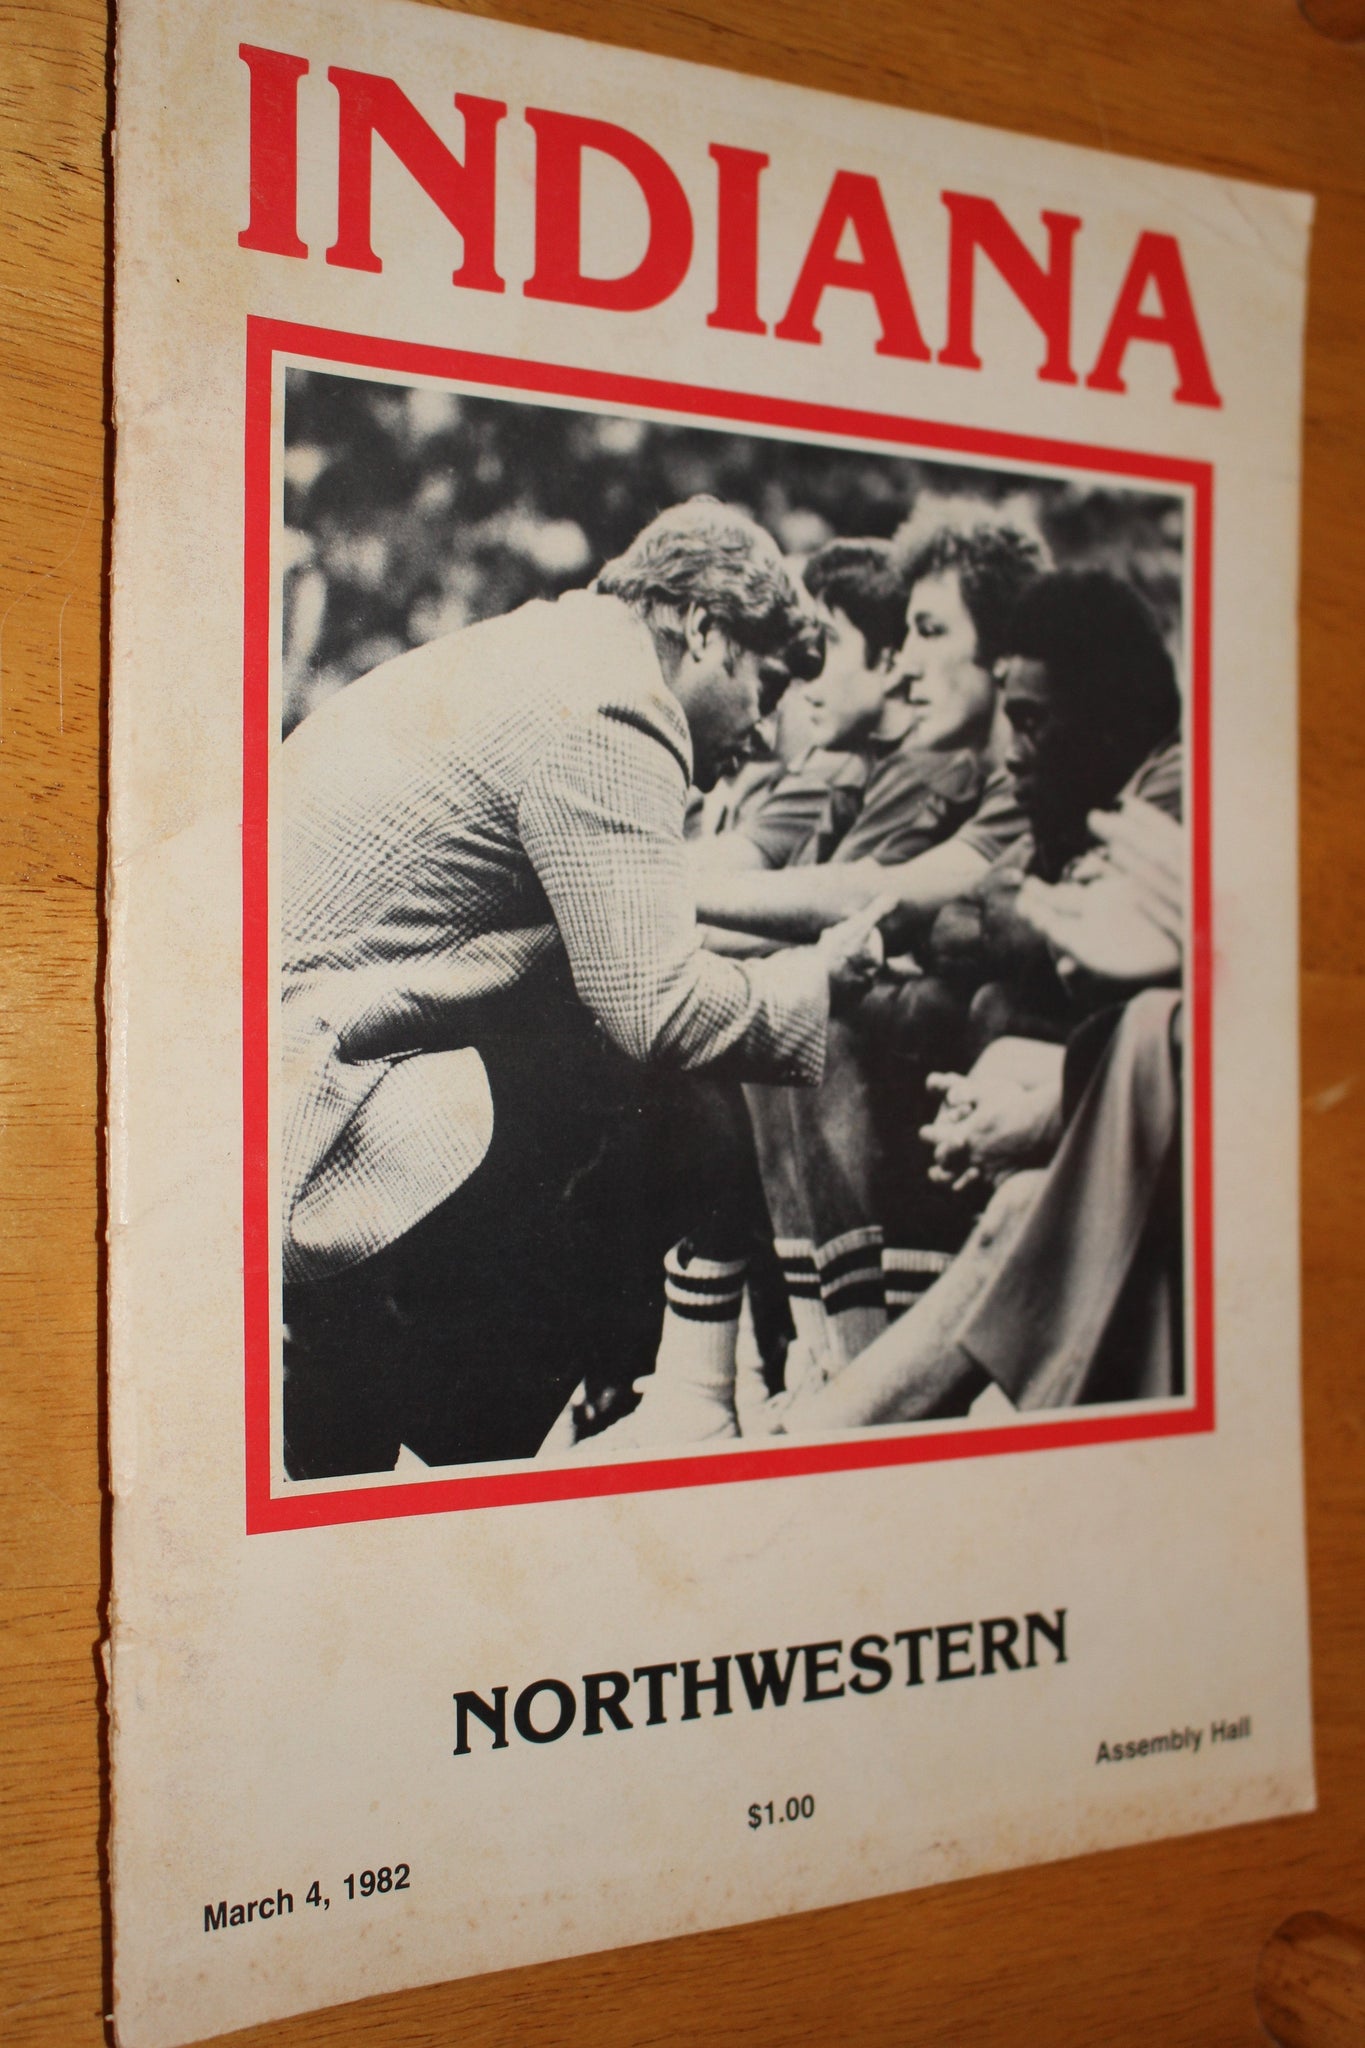 INDIANA
NORTHWESTERN
Assembly Hall
$1.00
March 4, 1982